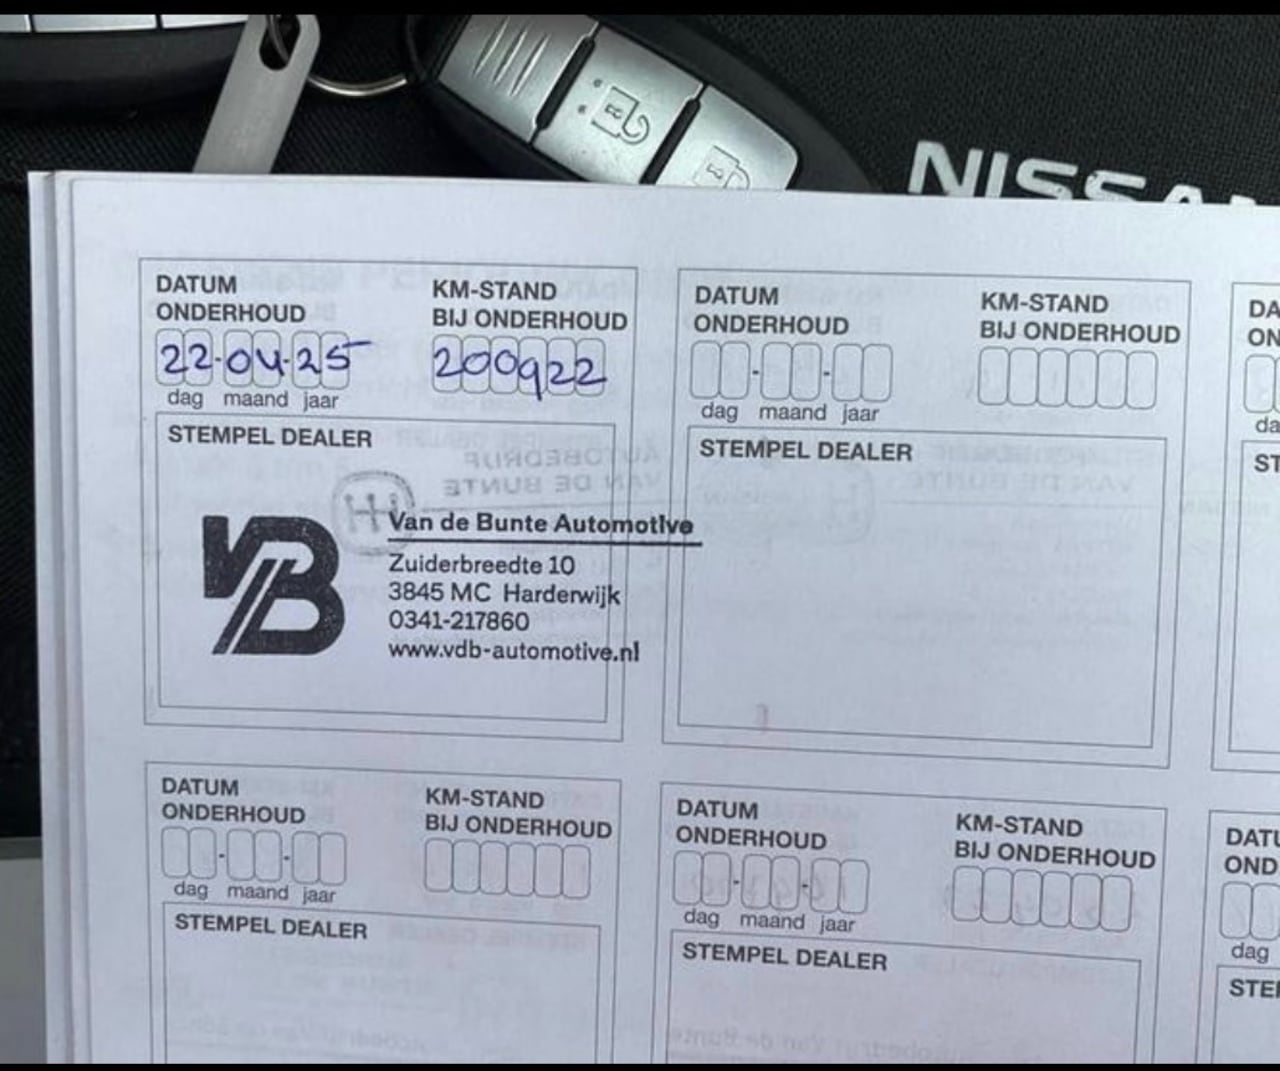 NISSAN
DATUM
ONDERHOUD
KM-STAND
BIJ ONDERHOUD
22-04-25
200922
dag maand jaar
STEMPEL DEALER
Van de Bunte Automotive
Zuiderbreedte 10
3845 MC Harderwijk
0341-217860
www.vdb-automotive.nl
VB
DATUM
ONDERHOUD
KM-STAND
BIJ ONDERHOUD
dag maand jaar
STEMPEL DEALER
DATUM
ONDERHOUD
KM-STAND
BIJ ONDERHOUD
dag maand jaar
STEMPEL DEALER
DATUM
ONDERHOUD
KM-STAND
BIJ ONDERHOUD
dag maand jaar
STEMPEL DEALER
dag